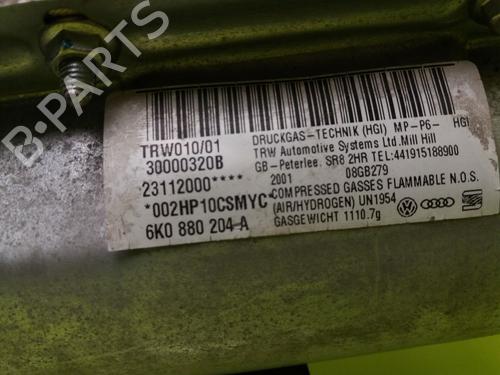 TRW010/01
30000320B
23112000****
*002HP10CSMYC*
6K0 880 204 A
DRUCKGAS-TECHNIK (HGI) MP-P6- HGI
TRW Automotive Systems Ltd.Mill Hill
GB-Peterlee. SR8 2HR TEL:441915188900
2001 08GB279
COMPRESSED GASSES FLAMMABLE N.O.S.
(AIR/HYDROGEN) UN1954
GASGEWICHT 1110.7g
B-PARTS